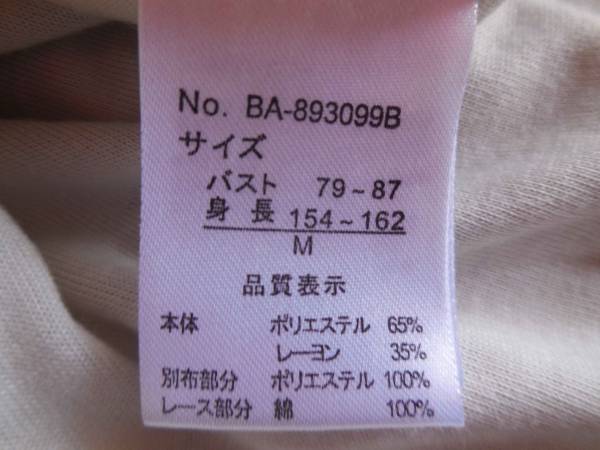 No. BA-893099B
サイズ
バスト 79~87
身長 154~162
M
品質表示
本体 ポリエステル 65%
レーヨン 35%
別布部分 ポリエステル 100%
レース部分 綿 100%